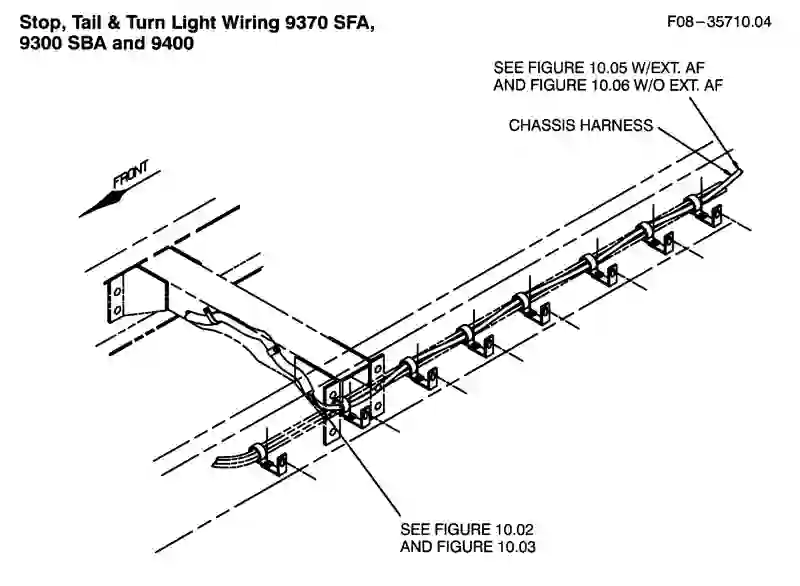 Stop, Tail & Turn Light Wiring 9370 SFA,
9300 SBA and 9400
F08-35710.04
SEE FIGURE 10.05 W/EXT. AF
AND FIGURE 10.06 W/O EXT. AF
CHASSIS HARNESS
FRONT
SEE FIGURE 10.02
AND FIGURE 10.03